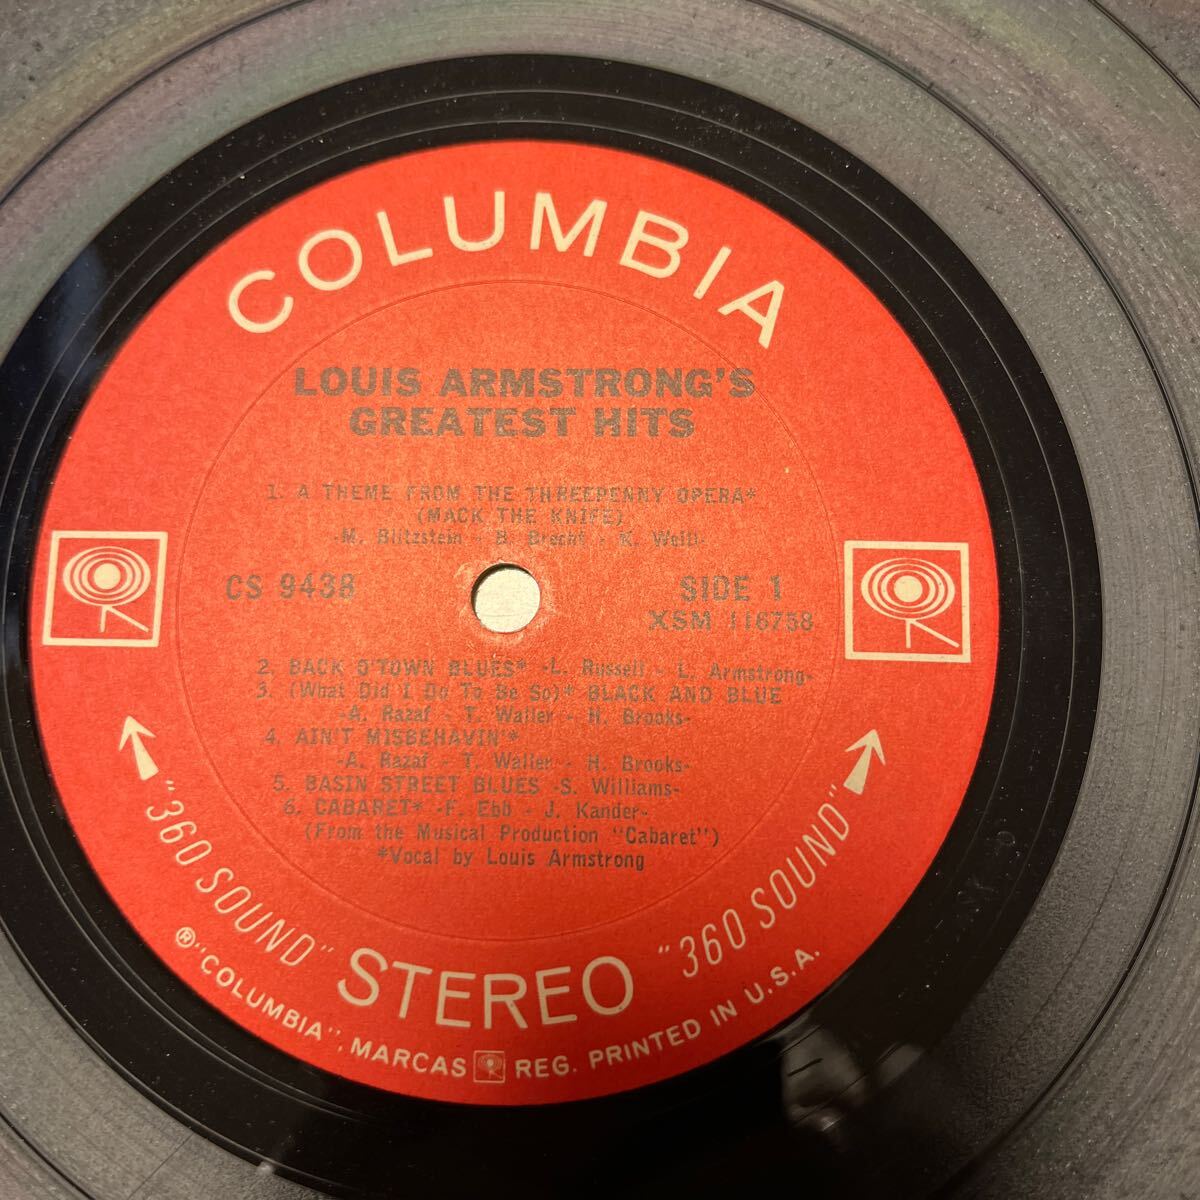 COLUMBIA
LOUIS ARMSTRONG'S
GREATEST HITS
1. A THEME FROM THE THREEPENNY OPERA*
(MACK THE KNIFE)
-M. Blitzstein - B. Brecht - K. Weill-
CS 9438
SIDE 1
XSM 116758
2. BACK O'TOWN BLUES* -L. Russell - L. Armstrong-
3. (What Did I Do To Be So)* BLACK AND BLUE
-A. Razaf - T. Waller - H. Brooks-
4. AIN'T MISBEHAVIN'*
-A. Razaf - T. Waller - H. Brooks-
5. BASIN STREET BLUES -S. Williams-
6. CABARET* -F. Ebb - J. Kander-
(From the Musical Production "Cabaret")
*Vocal by Louis Armstrong
"360 SOUND" STEREO "360 SOUND"
®"COLUMBIA", MARCAS REG. PRINTED IN U.S.A.